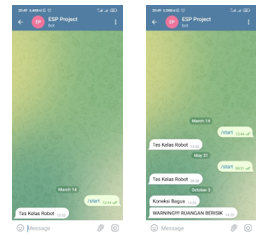 ESP Project
bot
March 14
/start
Tes Kelas Robot
Message
ESP Project
bot
March 14
/start
Tes Kelas Robot
May 31
/start
Tes Kelas Robot
October 3
Koneksi Bagus
WARNING!!! RUANGAN BERISIK
Message